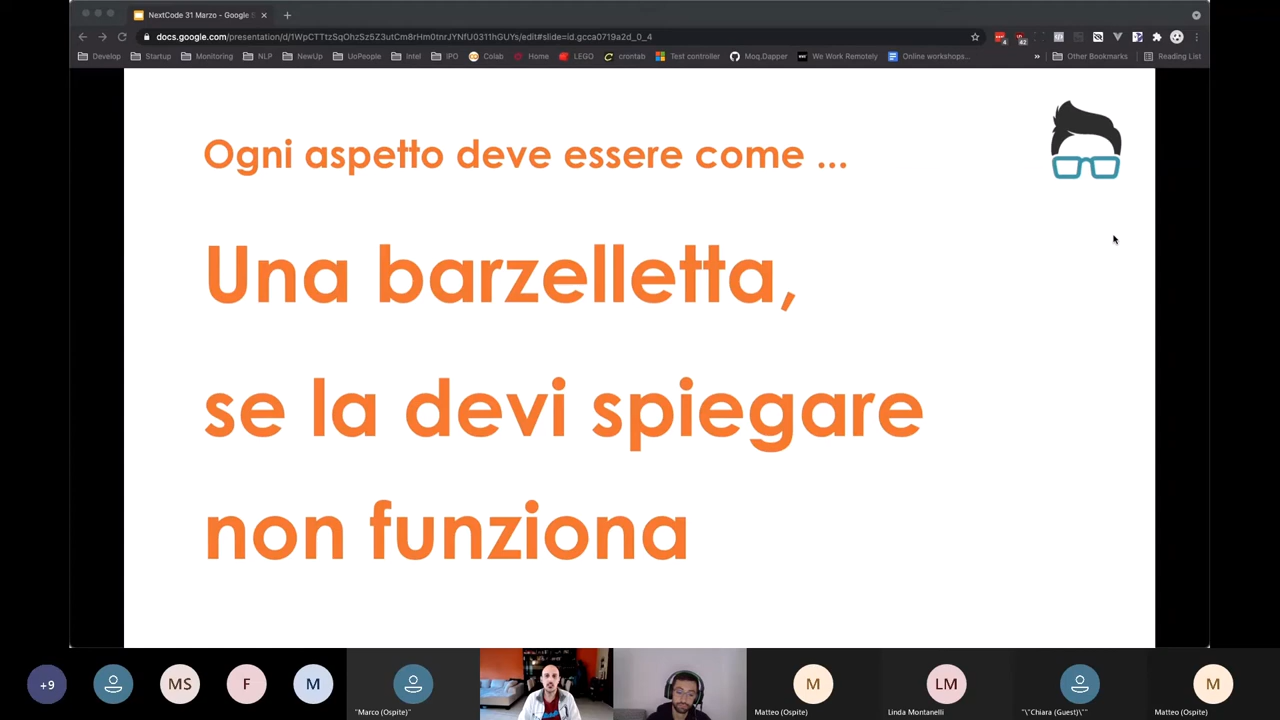 NextCode 31 Marzo - Google S
docs.google.com/presentation/d/1WpCTTtzSqOhzSz5Z3utCm8rHm0tnrJYNfU0311hGUYs/edit#slide=id.gcca0719a2d_0_4
Develop Startup Monitoring NLP NewUp UoPeople Intel IPO Colab Home LEGO crontab Test controller Moq.Dapper We Work Remotely Online workshops... » Other Bookmarks Reading List
Ogni aspetto deve essere come ...
Una barzelletta,
se la devi spiegare
non funziona
+9 MS F M M LM M
"Marco (Ospite)" Matteo (Ospite) Linda Montanelli "\"Chiara (Guest)\"" Matteo (Ospite)